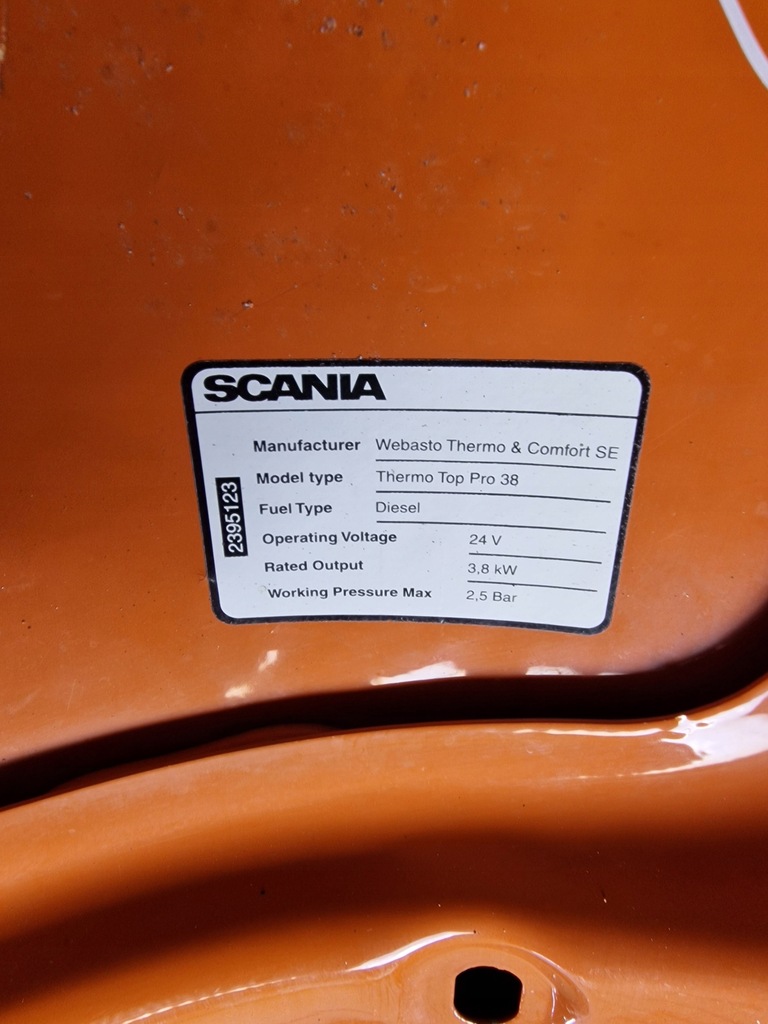 SCANIA
Manufacturer Webasto Thermo & Comfort SE
Model type Thermo Top Pro 38
Fuel Type Diesel
Operating Voltage 24 V
Rated Output 3,8 kW
Working Pressure Max 2,5 Bar
2395123